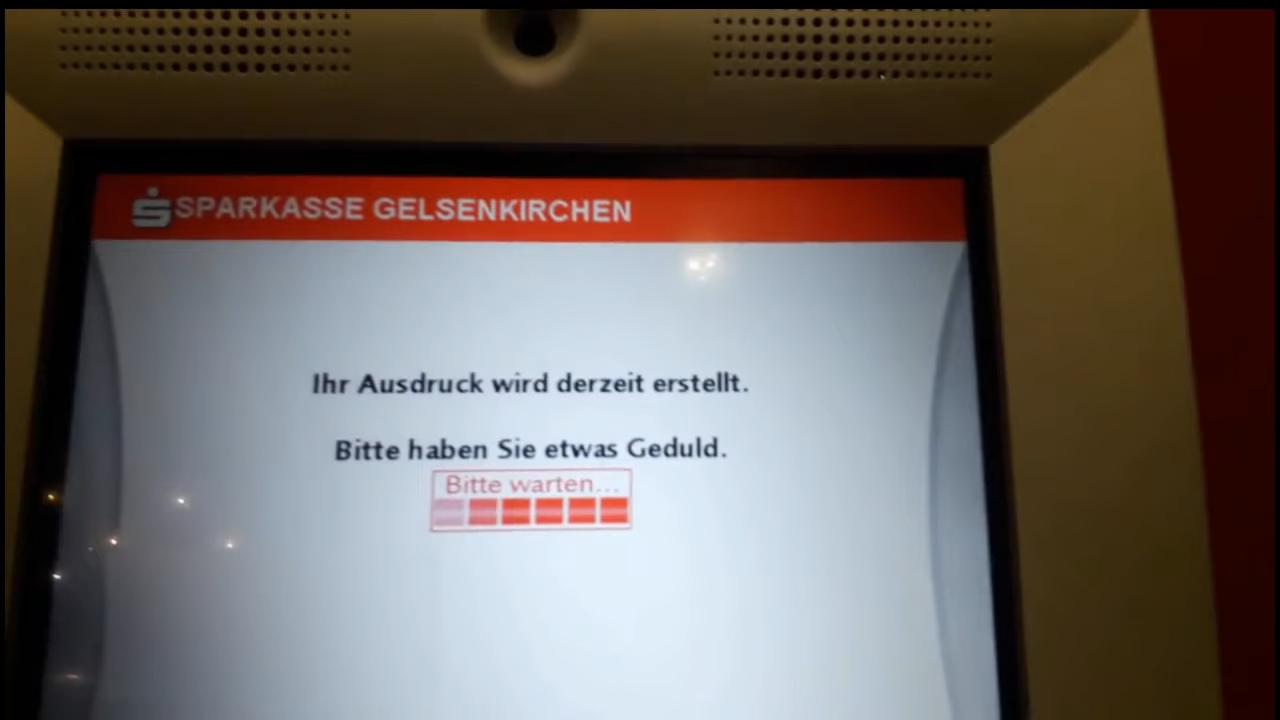 SPARKASSE GELSENKIRCHEN
Ihr Ausdruck wird derzeit erstellt.
Bitte haben Sie etwas Geduld.
Bitte warten...